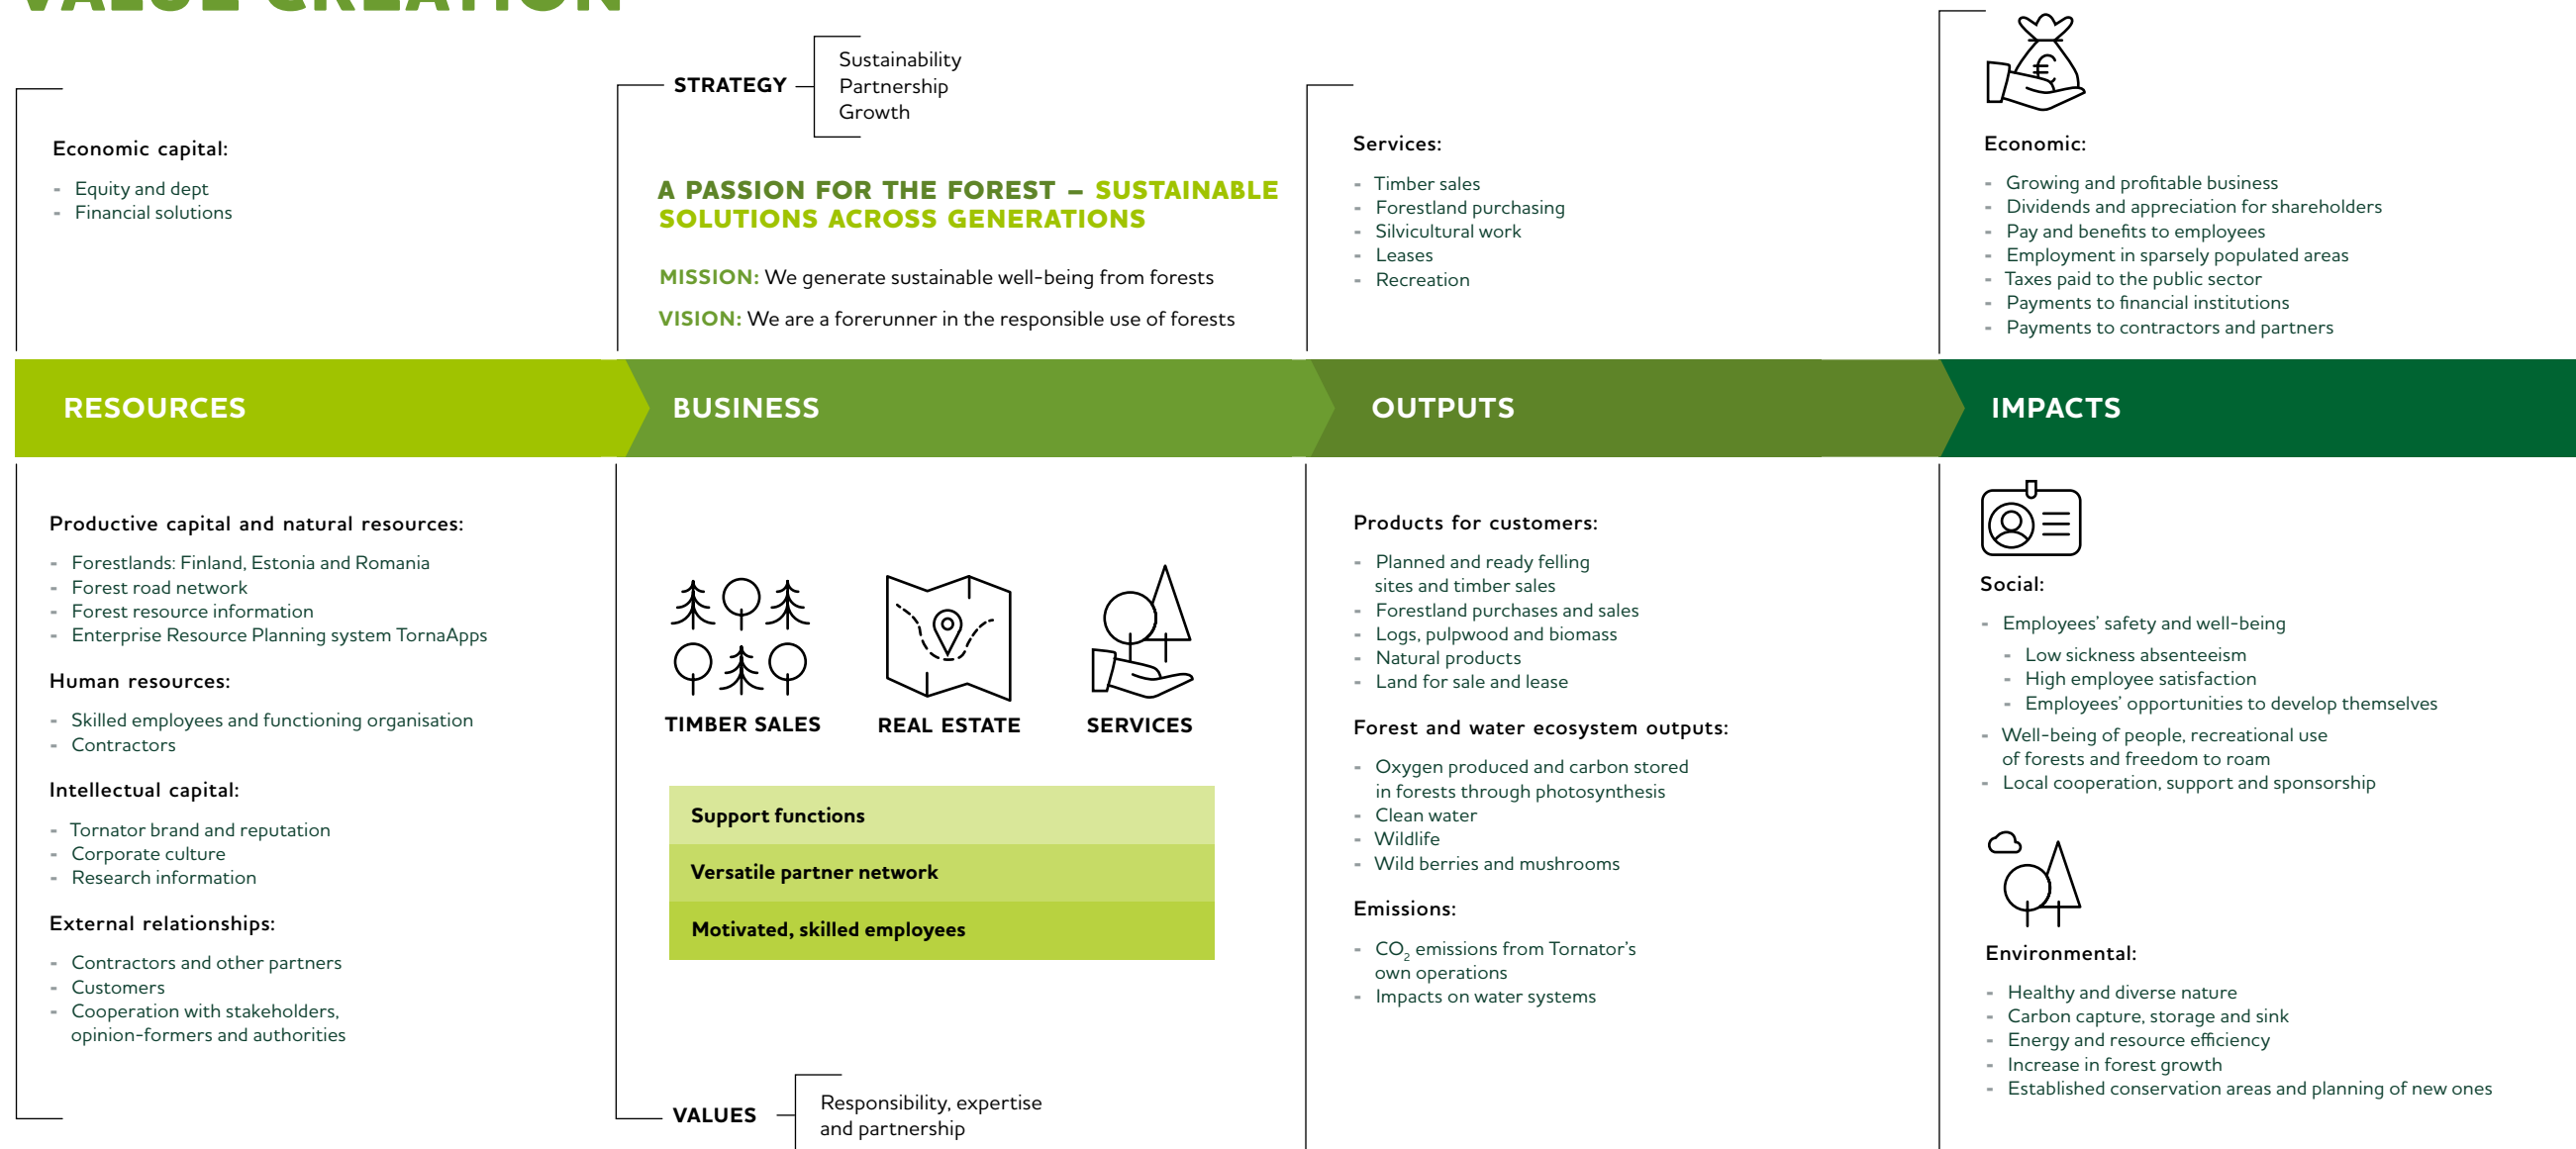 VALUE CREATION
Economic capital:
- Equity and dept
- Financial solutions
RESOURCES
Productive capital and natural resources:
- Forestlands: Finland, Estonia and Romania
- Forest road network
- Forest resource information
- Enterprise Resource Planning system TornaApps
Human resources:
- Skilled employees and functioning organisation
- Contractors
Intellectual capital:
- Tornator brand and reputation
- Corporate culture
- Research information
External relationships:
- Contractors and other partners
- Customers
- Cooperation with stakeholders,
opinion-formers and authorities
STRATEGY
Sustainability
Partnership
Growth
A PASSION FOR THE FOREST – SUSTAINABLE
SOLUTIONS ACROSS GENERATIONS
MISSION: We generate sustainable well-being from forests
VISION: We are a forerunner in the responsible use of forests
BUSINESS
TIMBER SALES
REAL ESTATE
SERVICES
Support functions
Versatile partner network
Motivated, skilled employees
VALUES
Responsibility, expertise
and partnership
Services:
- Timber sales
- Forestland purchasing
- Silvicultural work
- Leases
- Recreation
OUTPUTS
Products for customers:
- Planned and ready felling
sites and timber sales
- Forestland purchases and sales
- Logs, pulpwood and biomass
- Natural products
- Land for sale and lease
Forest and water ecosystem outputs:
- Oxygen produced and carbon stored
in forests through photosynthesis
- Clean water
- Wildlife
- Wild berries and mushrooms
Emissions:
- CO₂ emissions from Tornator's
own operations
- Impacts on water systems
€
Economic:
- Growing and profitable business
- Dividends and appreciation for shareholders
- Pay and benefits to employees
- Employment in sparsely populated areas
- Taxes paid to the public sector
- Payments to financial institutions
- Payments to contractors and partners
IMPACTS
Social:
- Employees' safety and well-being
- Low sickness absenteeism
- High employee satisfaction
- Employees' opportunities to develop themselves
- Well-being of people, recreational use
of forests and freedom to roam
- Local cooperation, support and sponsorship
Environmental:
- Healthy and diverse nature
- Carbon capture, storage and sink
- Energy and resource efficiency
- Increase in forest growth
- Established conservation areas and planning of new ones